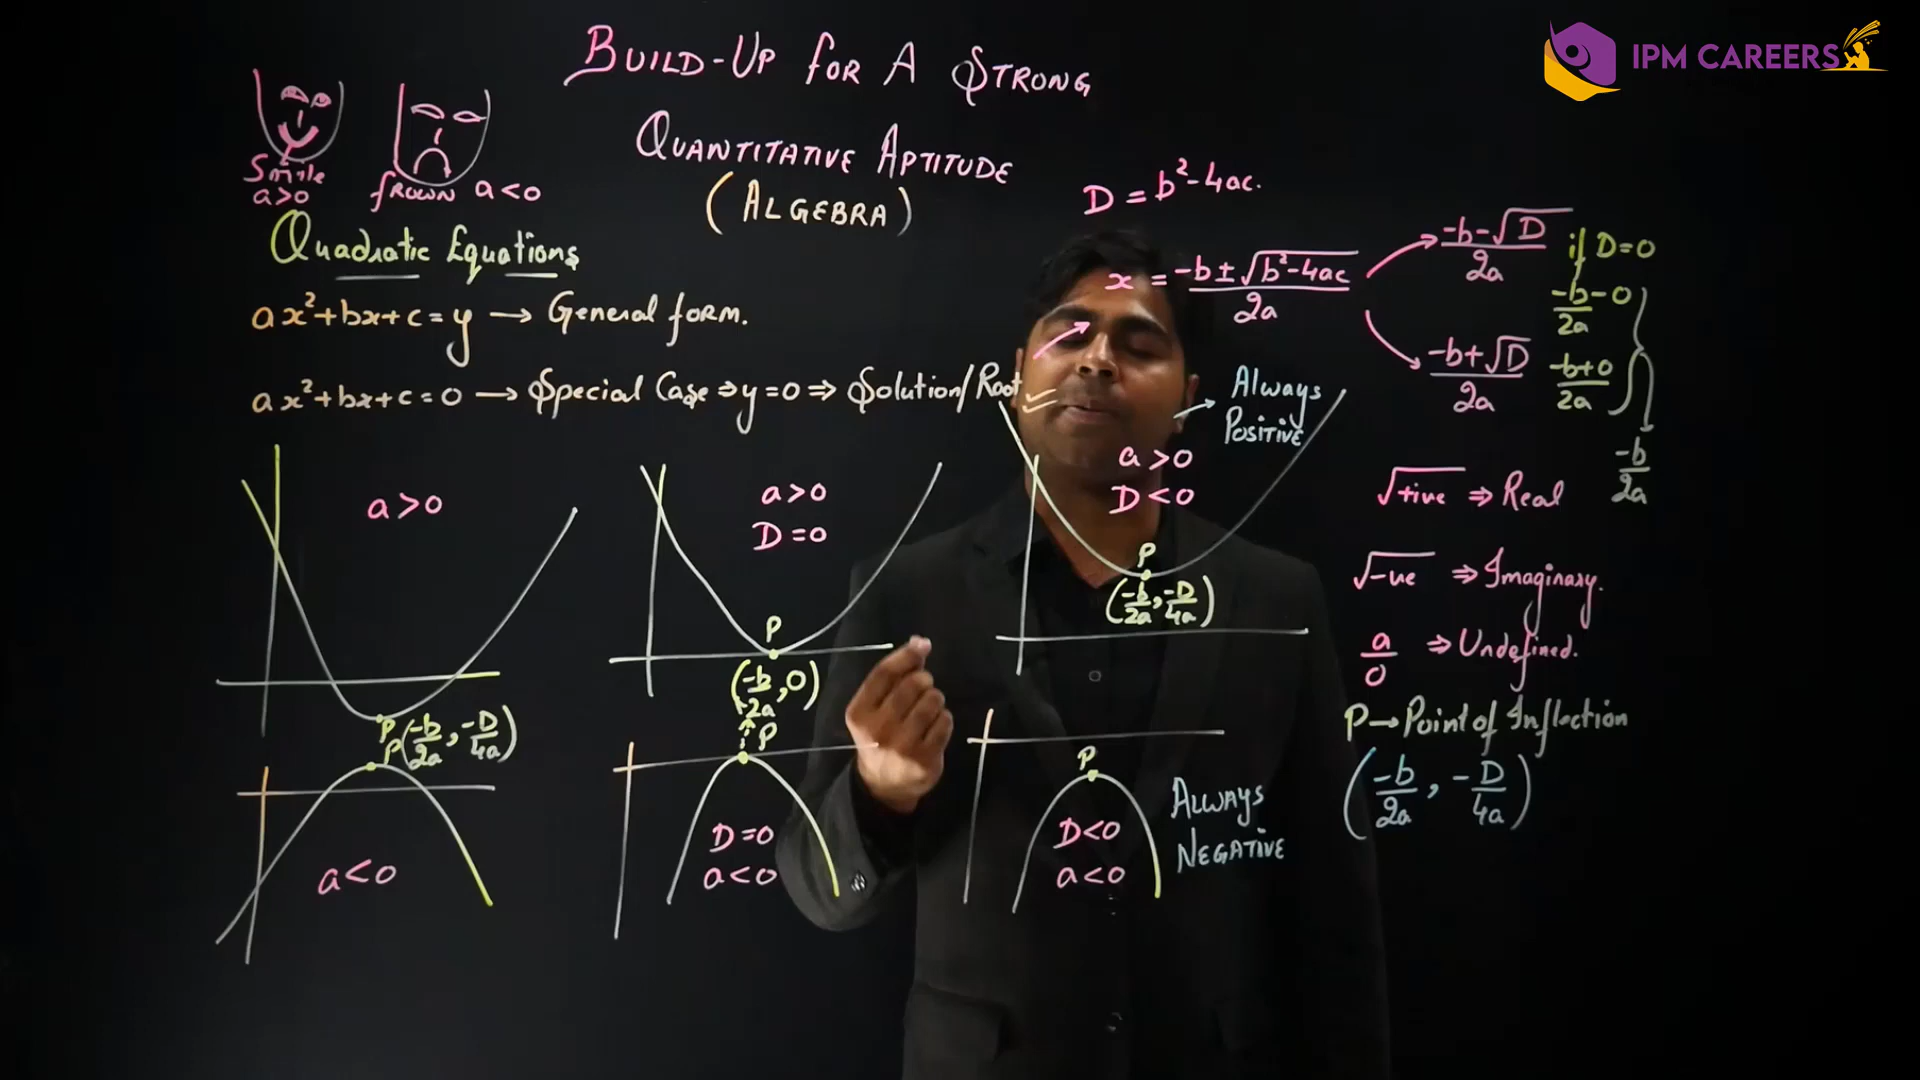 IPM CAREERS
BUILD-UP FOR A STRONG
QUANTITATIVE APTITUDE
(ALGEBRA)
Smile
a>0
FROWN a<0
Quadratic Equations
ax²+bx+c=y → General form.
ax²+bx+c=0 → Special Case ⇒ y=0 ⇒ Solution/Root
D = b²-4ac.
x = -b±√b²-4ac / 2a
-b-√D / 2a
-b+√D / 2a
if D=0
-b-0 / 2a
-b+0 / 2a
-b / 2a
a>0
P(-b/2a, -D/4a)
P
a<0
a>0
D=0
P
(-b/2a, 0)
P
D=0
a<0
Always
Positive
a>0
D<0
P
(-b/2a, -D/4a)
P
D<0
a<0
ALWAYS
NEGATIVE
√+ive ⇒ Real
√-ve ⇒ Imaginary.
a/0 ⇒ Undefined.
P→Point of Inflection
(-b/2a, -D/4a)